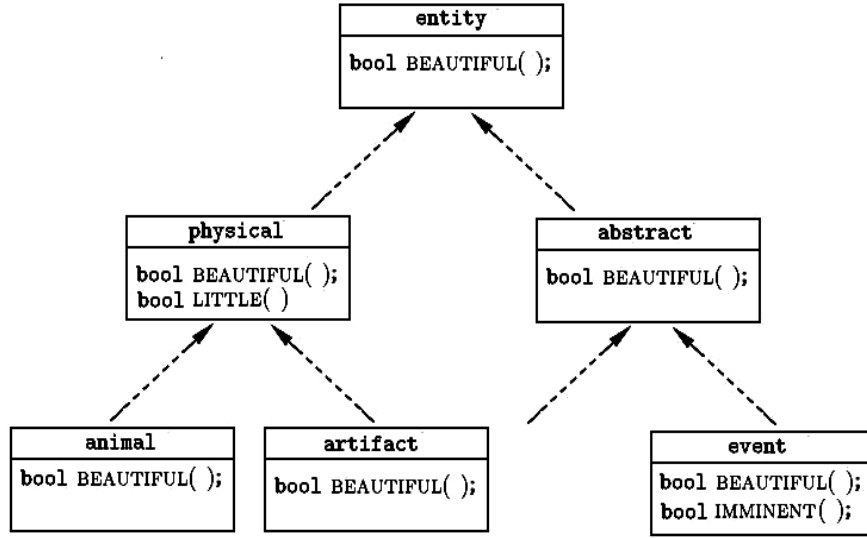 entity
bool BEAUTIFUL( );
physical
bool BEAUTIFUL( );
bool LITTLE( )
abstract
bool BEAUTIFUL( );
animal
bool BEAUTIFUL( );
artifact
bool BEAUTIFUL( );
event
bool BEAUTIFUL( );
bool IMMINENT( );